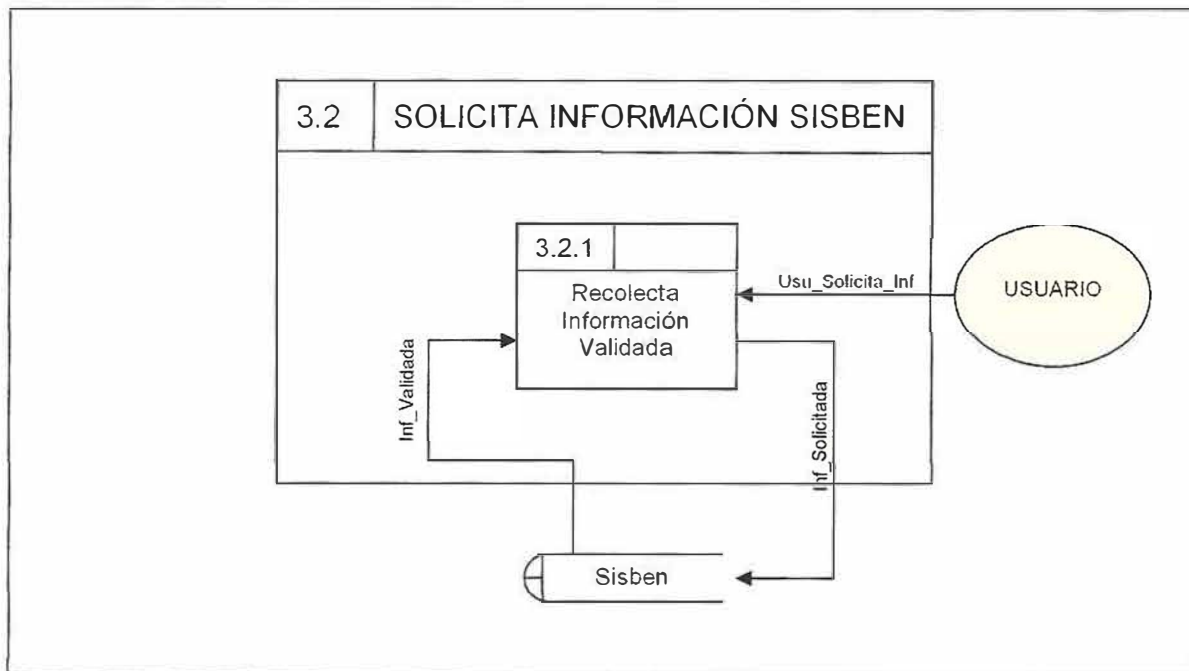 3.2 SOLICITA INFORMACIÓN SISBEN
3.2.1
Recolecta
Información
Validada
Usu_Solicita_Inf
USUARIO
Inf_Validada
Inf_Solicitada
Sisben